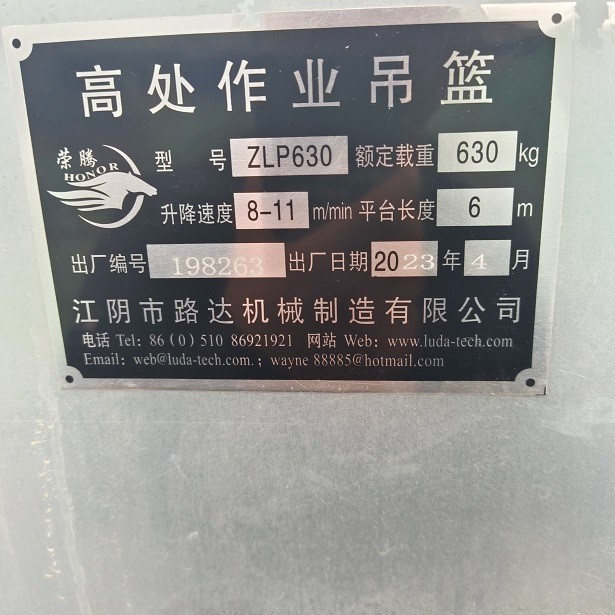 高处作业吊篮
荣腾
HONOR
型 号 ZLP630 额定载重 630 kg
升降速度 8-11 m/min 平台长度 6 m
出厂编号 198263 出厂日期 2023 年 4 月
江阴市路达机械制造有限公司
电话 Tel: 86 (0) 510 86921921 网站 Web: www.luda-tech.com
Email: web@luda-tech.com.; wayne 88885@hotmail.com